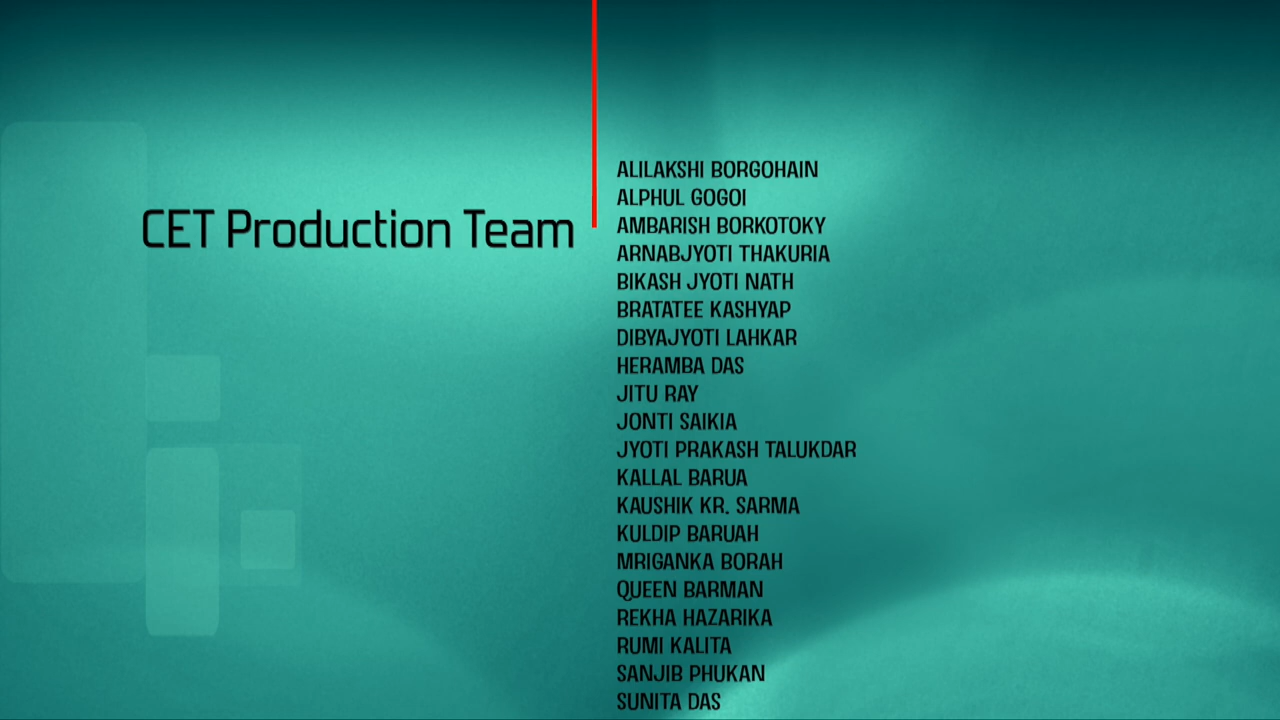 CET Production Team
ALILAKSHI BORGOHAIN
ALPHUL GOGOI
AMBARISH BORKOTOKY
ARNABJYOTI THAKURIA
BIKASH JYOTI NATH
BRATATEE KASHYAP
DIBYAJYOTI LAHKAR
HERAMBA DAS
JITU RAY
JONTI SAIKIA
JYOTI PRAKASH TALUKDAR
KALLAL BARUA
KAUSHIK KR. SARMA
KULDIP BARUAH
MRIGANKA BORAH
QUEEN BARMAN
REKHA HAZARIKA
RUMI KALITA
SANJIB PHUKAN
SUNITA DAS